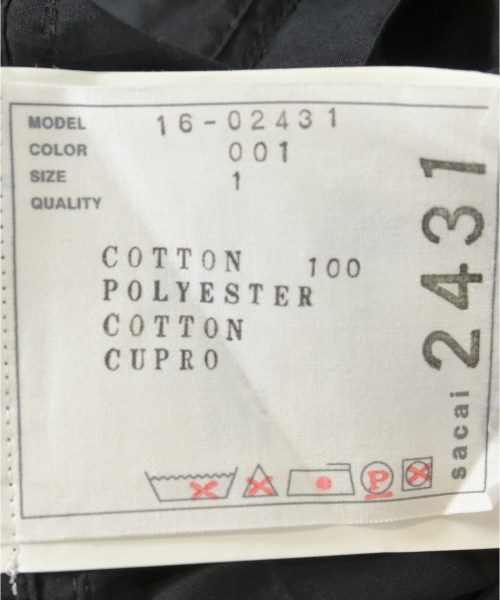 MODEL 16-02431
COLOR 001
SIZE 1
QUALITY
COTTON 100
POLYESTER
COTTON
CUPRO
P
sacai 2431